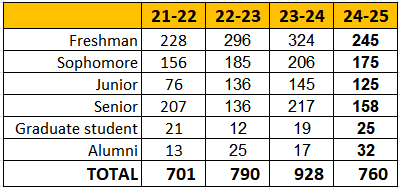 21-22 22-23 23-24 24-25
Freshman 228 296 324 245
Sophomore 156 185 206 175
Junior 76 136 145 125
Senior 207 136 217 158
Graduate student 21 12 19 25
Alumni 13 25 17 32
TOTAL 701 790 928 760